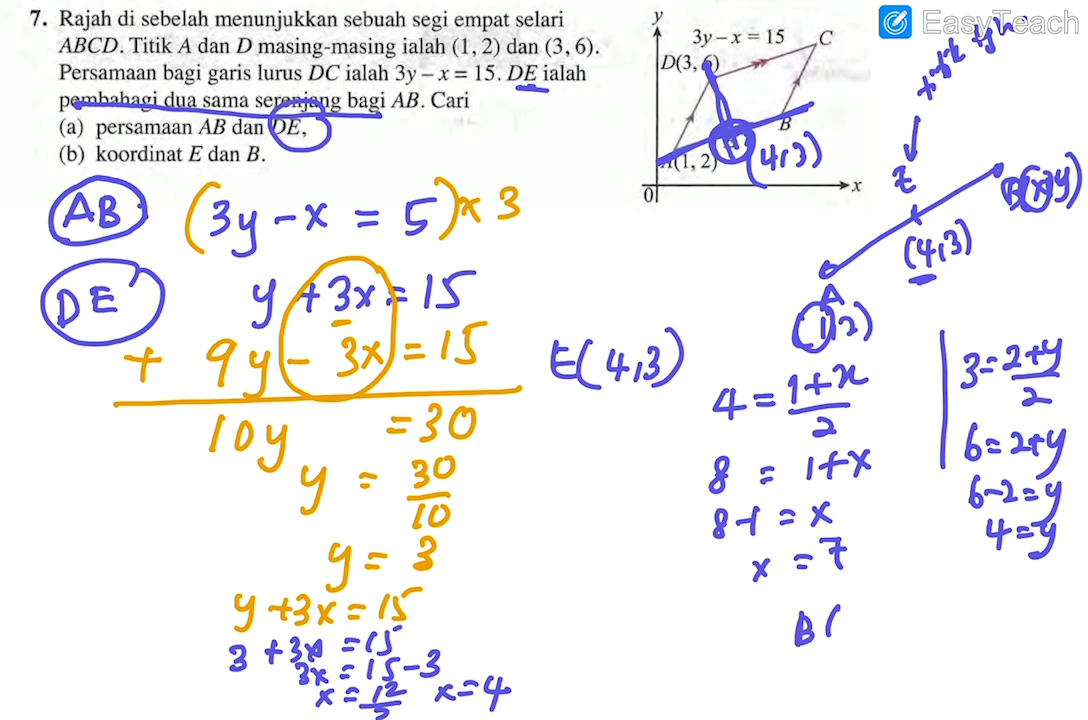 7. Rajah di sebelah menunjukkan sebuah segi empat selari
ABCD. Titik A dan D masing-masing ialah (1, 2) dan (3, 6).
Persamaan bagi garis lurus DC ialah 3y – x = 15. DE ialah
pembahagi dua sama serenjang bagi AB. Cari
(a) persamaan AB dan DE,
(b) koordinat E dan B.
y
3y – x = 15
C
D(3, 6)
B
A(1, 2)
(4,3)
0
x
EasyTeach
AB
(3y - x = 5) × 3
DE
y + 3x = 15
+ 9y - 3x = 15
10y = 30
y = 30/10
y = 3
y + 3x = 15
3 + 3x = 15
3x = 15 - 3
x = 12/3 x = 4
E(4,3)
E
B(x,y)
(4,3)
A
(1,2)
4 = 1+x/2
8 = 1+x
8-1 = x
x = 7
3 = 2+y/2
6 = 2+y
6-2 = y
4 = y
B(